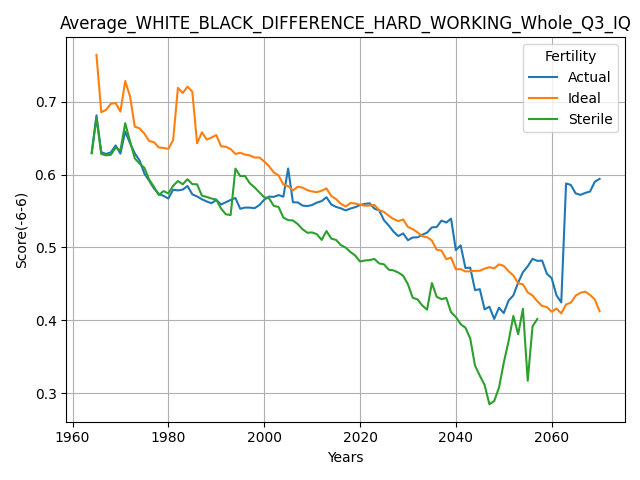 Average_WHITE_BLACK_DIFFERENCE_HARD_WORKING_Whole_Q3_IQ
Fertility
Actual
Ideal
Sterile
Score(-6-6)
0.7
0.6
0.5
0.4
0.3
1960 1980 2000 2020 2040 2060
Years